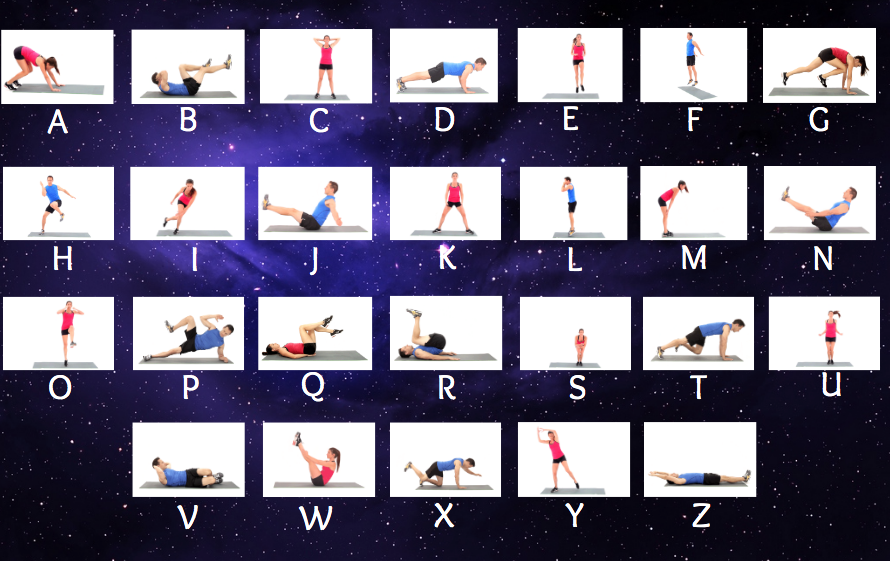 A B C D E F G
H I J K L M N
O P Q R S T U
V W X Y Z